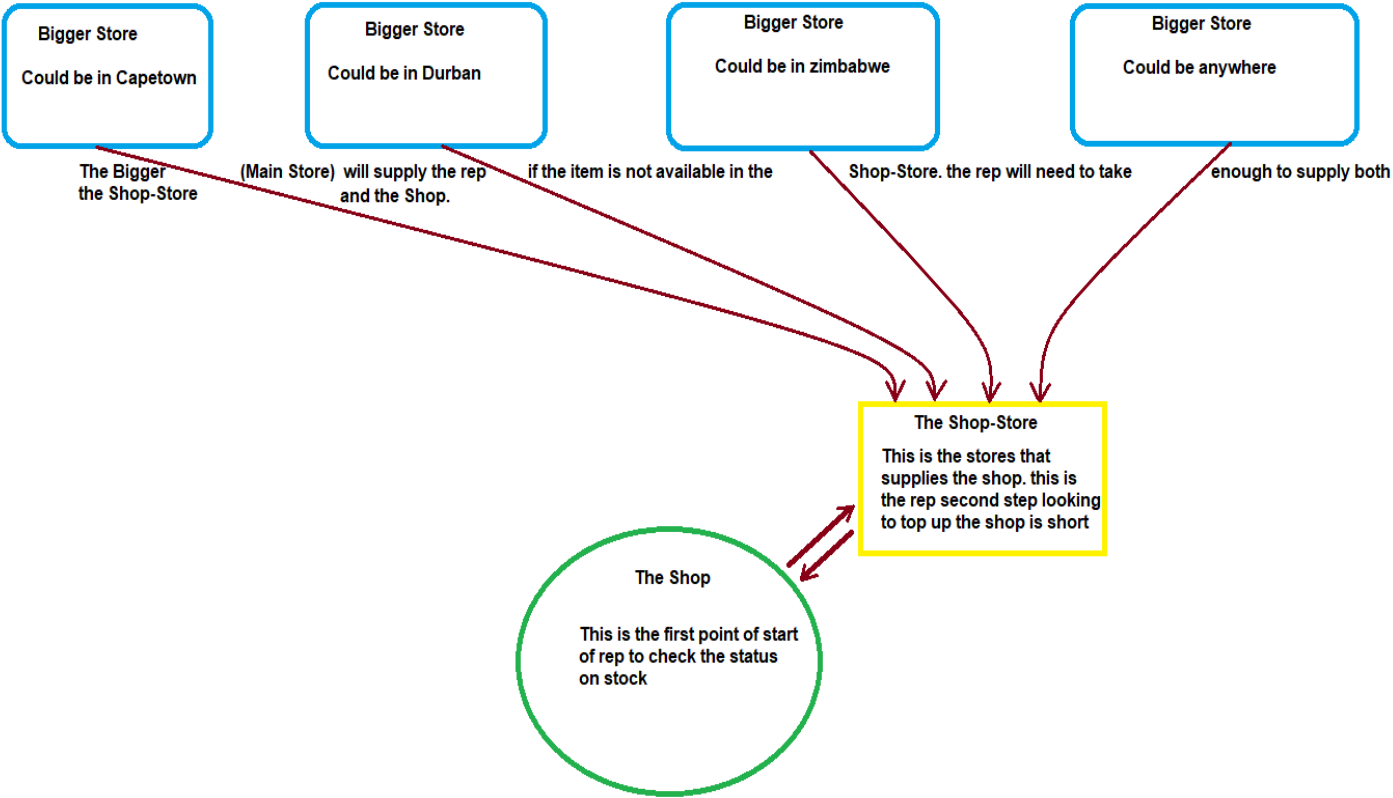 Bigger Store
Could be in Capetown
Bigger Store
Could be in Durban
Bigger Store
Could be in zimbabwe
Bigger Store
Could be anywhere
The Bigger (Main Store) will supply the rep if the item is not available in the Shop-Store. the rep will need to take enough to supply both
the Shop-Store and the Shop.
The Shop-Store
This is the stores that
supplies the shop. this is
the rep second step looking
to top up the shop is short
The Shop
This is the first point of start
of rep to check the status
on stock